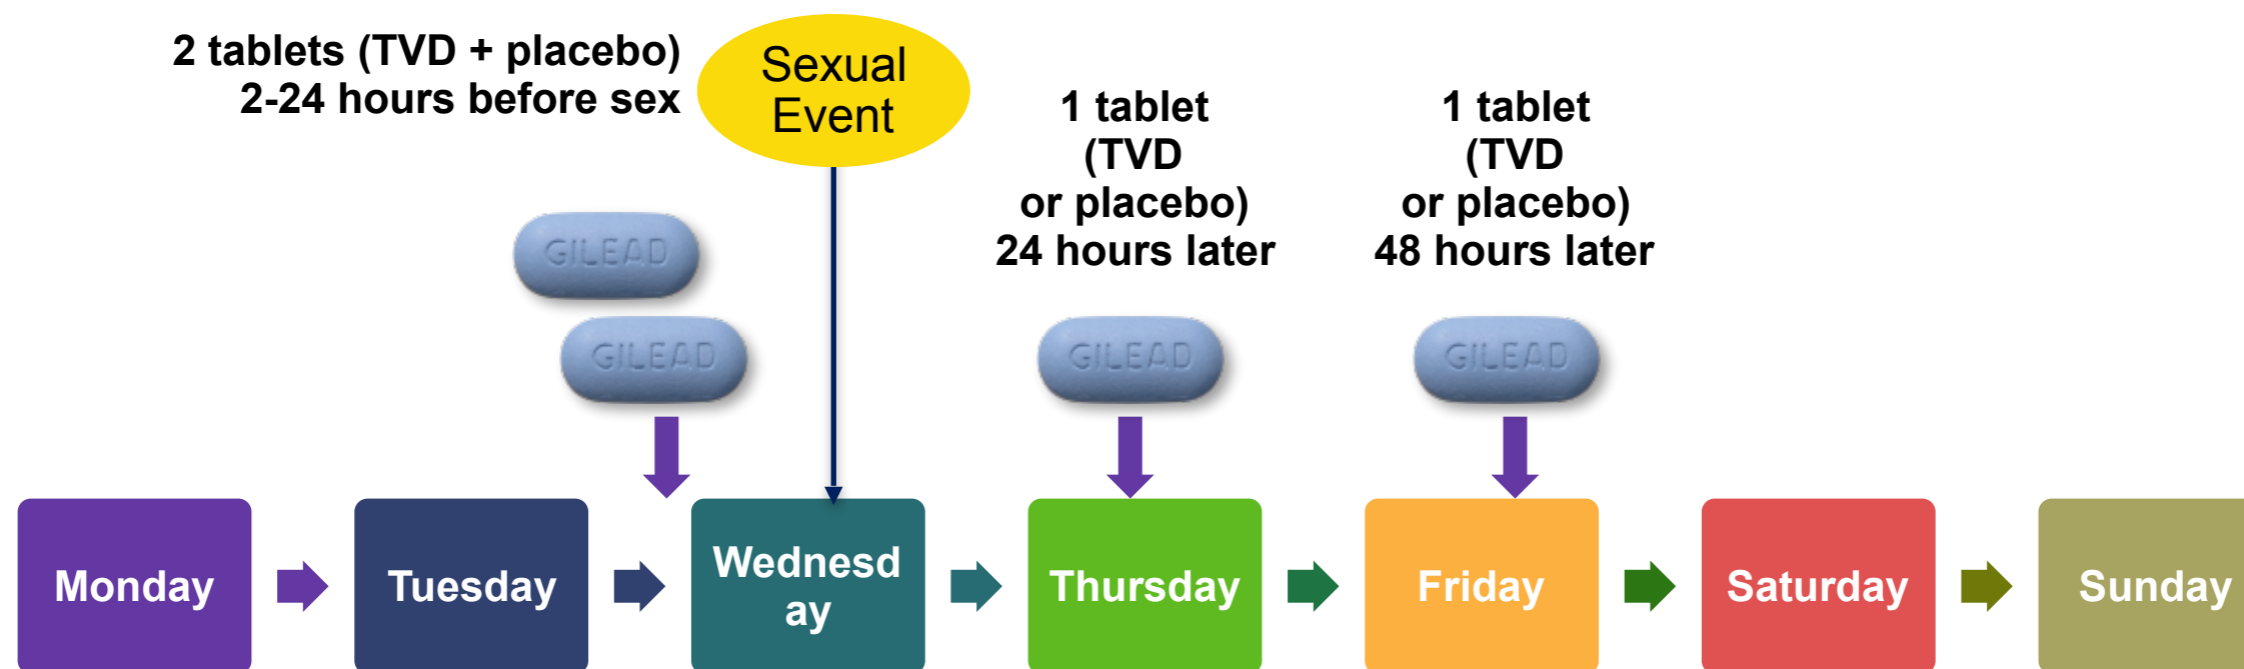 2 tablets (TVD + placebo)
2-24 hours before sex
Sexual
Event
1 tablet
(TVD
or placebo)
24 hours later
1 tablet
(TVD
or placebo)
48 hours later
GILEAD
GILEAD
GILEAD
GILEAD
Monday
Tuesday
Wednesd
ay
Thursday
Friday
Saturday
Sunday